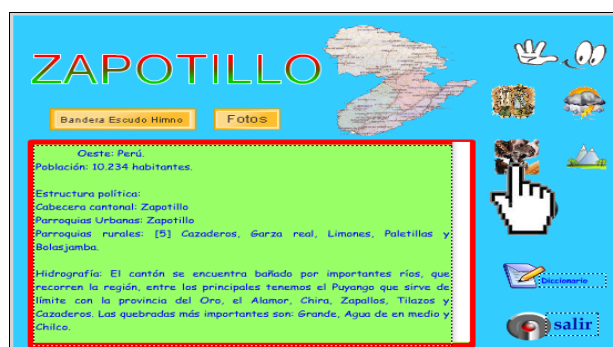 ZAPOTILLO
Bandera Escudo Himno
Fotos
Oeste: Perú.
Población: 10.234 habitantes.
Estructura política:
Cabecera cantonal: Zapotillo
Parroquias Urbanas: Zapotillo
Parroquias rurales: [5] Cazaderos, Garza real, Limones, Paletillas y
Bolasjamba.
Hidrografía: El cantón se encuentra bañado por importantes ríos, que
recorren la región, entre los principales tenemos el Puyango que sirve de
límite con la provincia del Oro, el Alamor, Chira, Zapallos, Tilazos y
Cazaderos. Las quebradas más importantes son: Grande, Agua de en medio y
Chilco.
Diccionario
salir